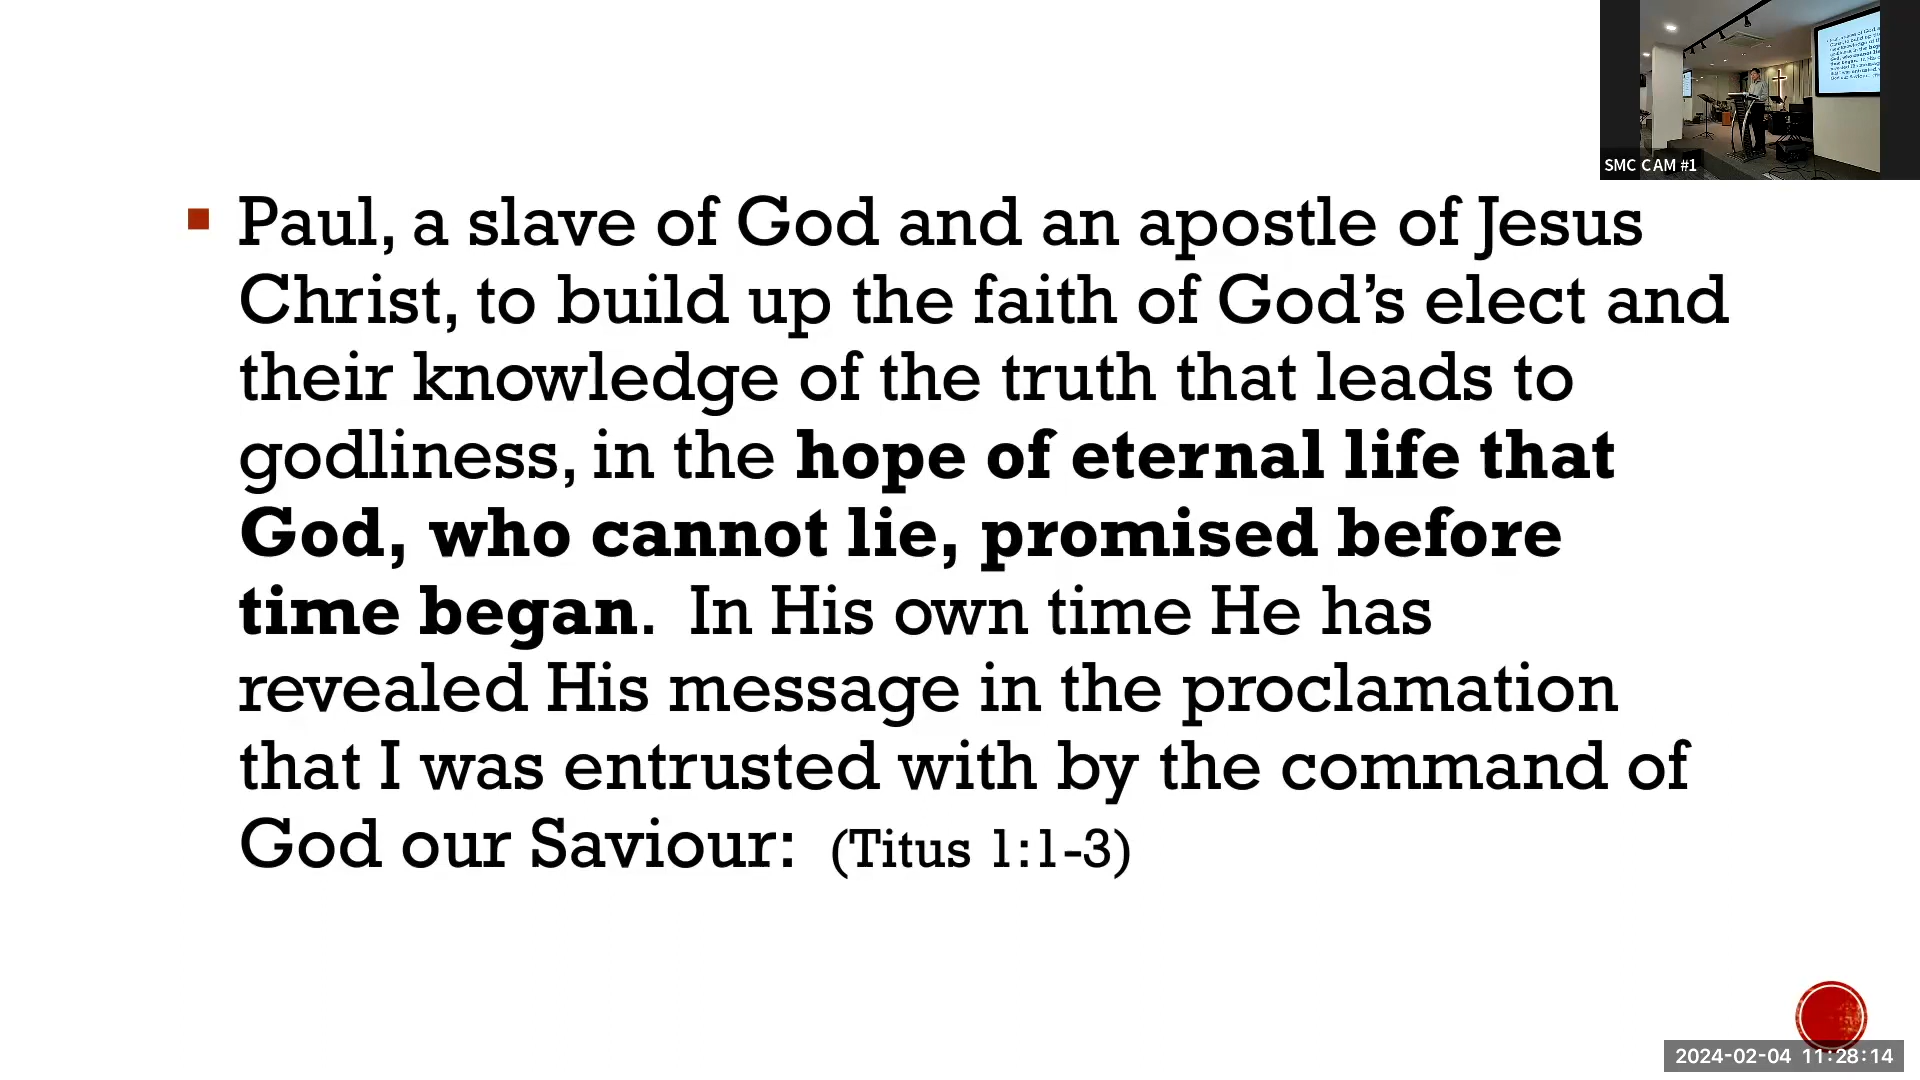 SMC CAM #1
Paul, a slave of God and an apostle of Jesus
Christ, to build up the faith of God’s elect and
their knowledge of the truth that leads to
godliness, in the hope of eternal life that
God, who cannot lie, promised before
time began.  In His own time He has
revealed His message in the proclamation
that I was entrusted with by the command of
God our Saviour:  (Titus 1:1-3)
2024-02-04 11:28:14